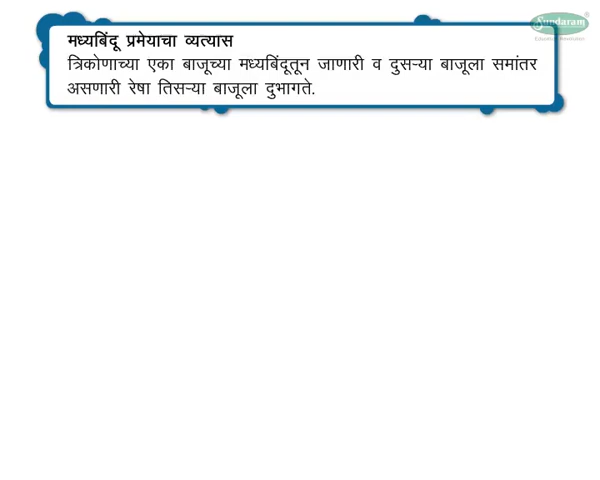 Sundaram
मध्यबिंदू प्रमेयाचा व्यत्यास
त्रिकोणाच्या एका बाजूच्या मध्यबिंदूतून जाणारी व दुसऱ्या बाजूला समांतर
असणारी रेषा तिसऱ्या बाजूला दुभागते.